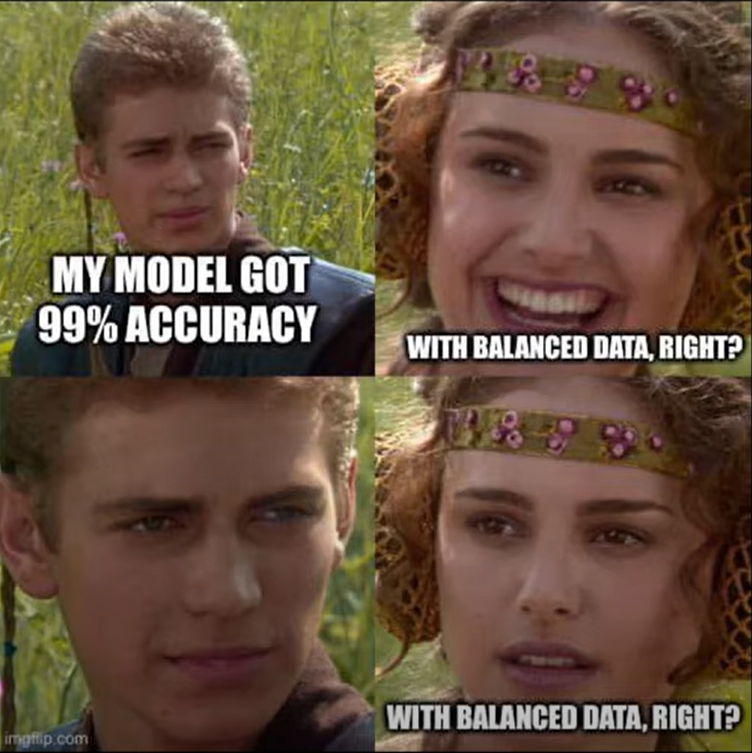 MY MODEL GOT
99% ACCURACY
WITH BALANCED DATA, RIGHT?
WITH BALANCED DATA, RIGHT?
imgflip.com